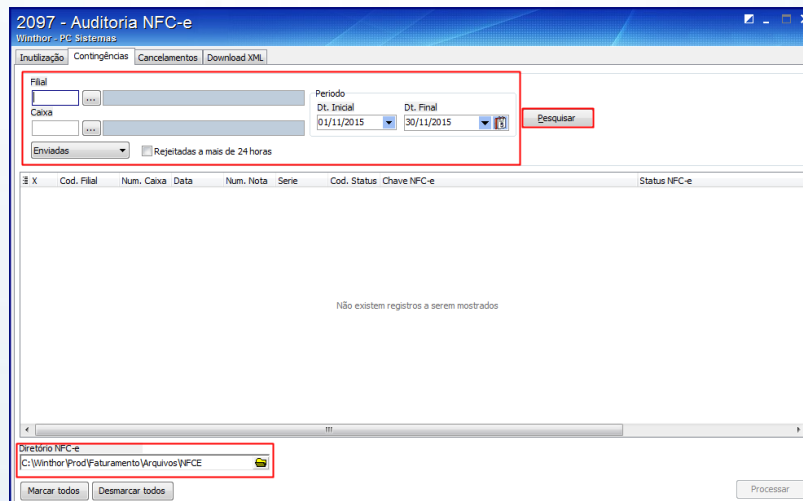 2097 - Auditoria NFC-e
Winthor - PC Sistemas
Inutilização Contingências Cancelamentos Download XML
Filial
...
Periodo
Caixa
Dt. Inicial Dt. Final
... 01/11/2015 30/11/2015 Pesquisar
Enviadas Rejeitadas a mais de 24 horas
X Cod. Filial Num. Caixa Data Num. Nota Serie Cod. Status Chave NFC-e Status NFC-e
Não existem registros a serem mostrados
Diretório NFC-e
C:\Winthor\Prod\Faturamento\Arquivos\NFCE
Marcar todos Desmarcar todos Processar